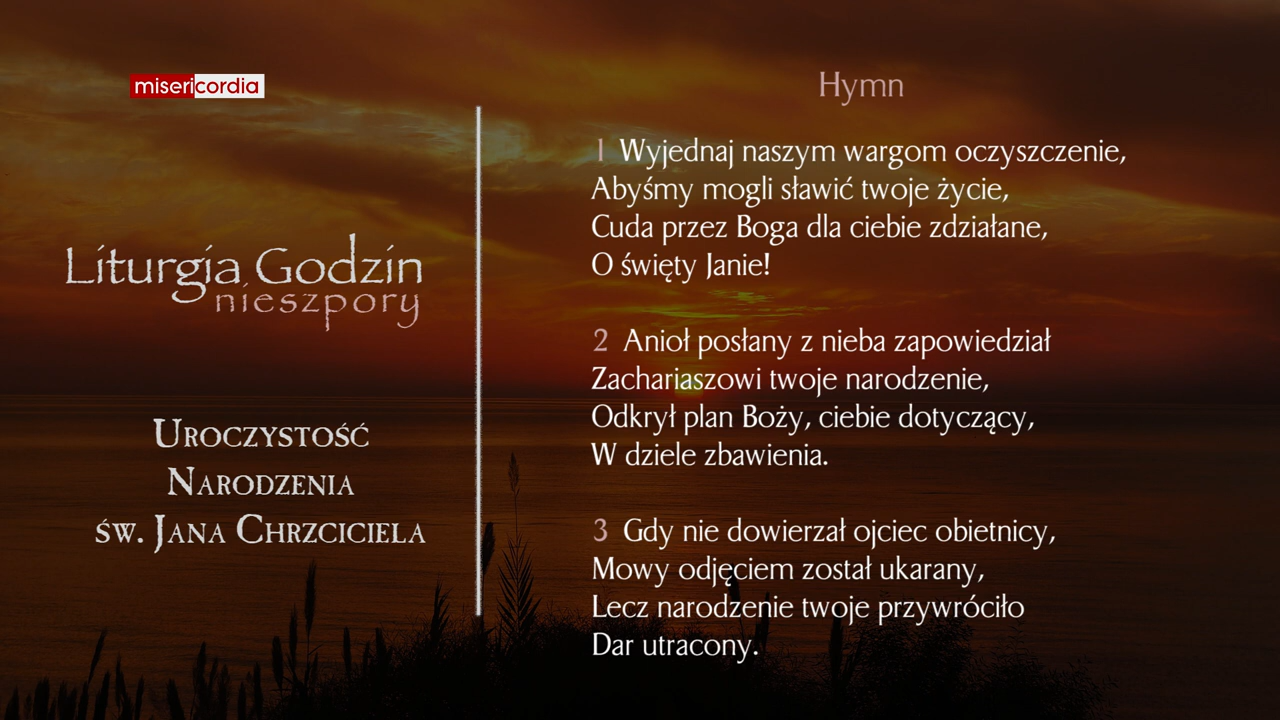 misericordia
Liturgia Godzin
nieszpory
Uroczystość
Narodzenia
św. Jana Chrzciciela
Hymn
1 Wyjednaj naszym wargom oczyszczenie,
Abyśmy mogli sławić twoje życie,
Cuda przez Boga dla ciebie zdziałane,
O święty Janie!
2 Anioł posłany z nieba zapowiedział
Zachariaszowi twoje narodzenie,
Odkrył plan Boży, ciebie dotyczący,
W dziele zbawienia.
3 Gdy nie dowierzał ojciec obietnicy,
Mowy odjęciem został ukarany,
Lecz narodzenie twoje przywróciło
Dar utracony.